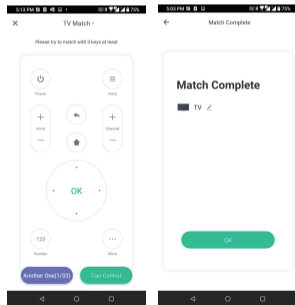 5:13 PM
75%
TV Match
Please try to match with 3 keys at least
Power
Menu
Voice
Channel
OK
123
Number
More
Another One(1/33)
Can Control
5:03 PM
75%
Match Complete
Match Complete
TV
OK